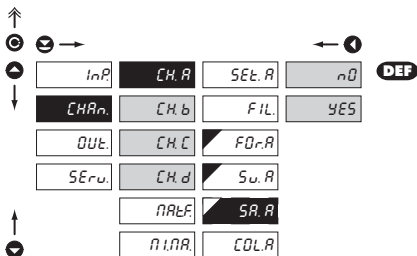 InP. CH. A SEt. A nO DEF
CHAn. CH. b FIL. YES
OUt. CH. C FOr. A
SErv. CH. d Su. A
MAtF. SA. A
MI.MA. COL. A